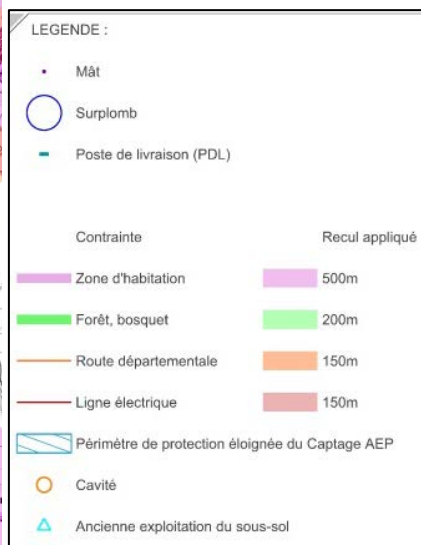 LEGENDE :
Mât
Surplomb
Poste de livraison (PDL)
Contrainte Recul appliqué
Zone d'habitation 500m
Forêt, bosquet 200m
Route départementale 150m
Ligne électrique 150m
Périmètre de protection éloignée du Captage AEP
Cavité
Ancienne exploitation du sous-sol